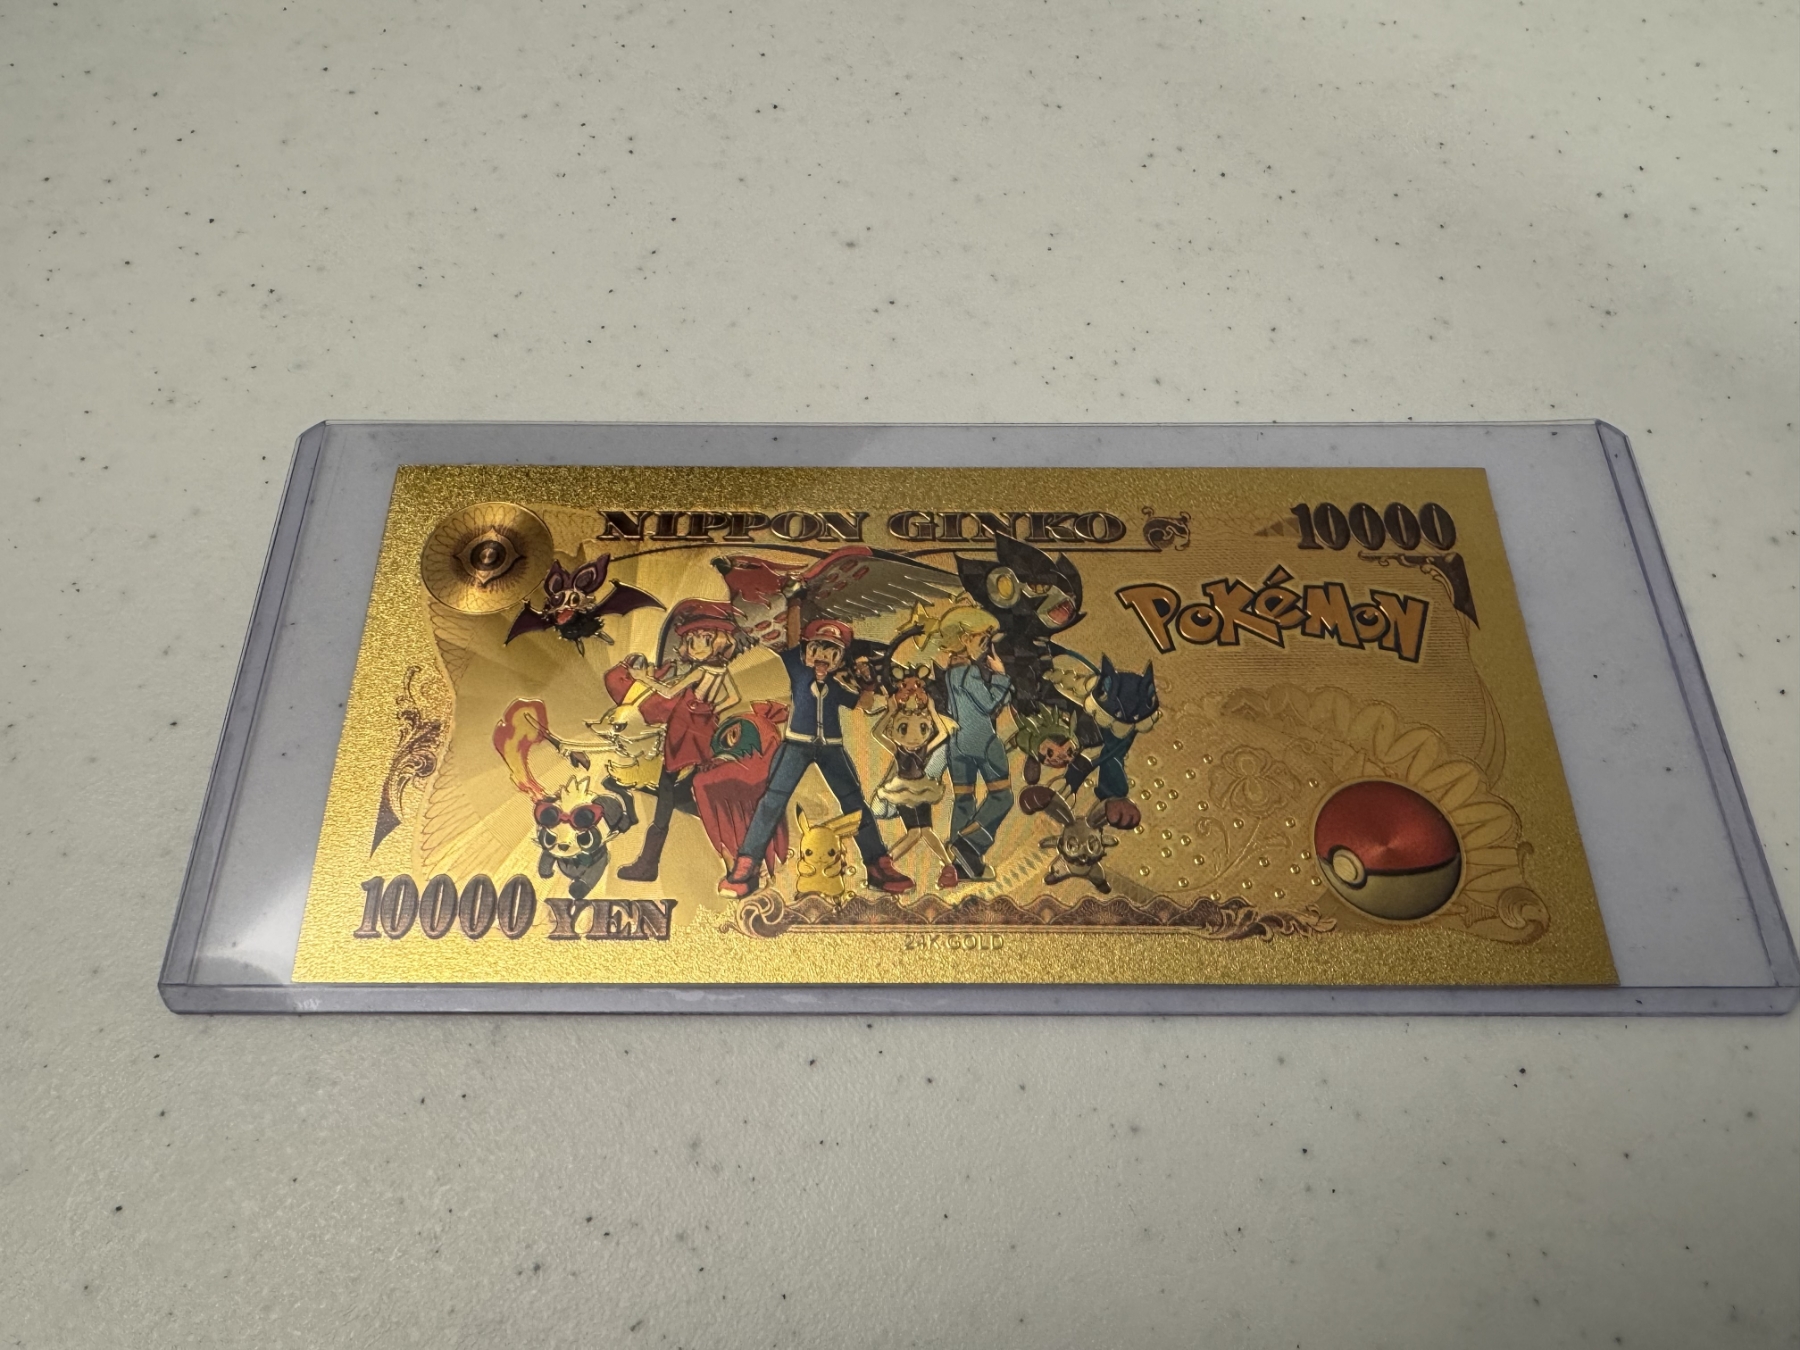 NIPPON GINKO
10000
POKéMON
10000 YEN
24K GOLD